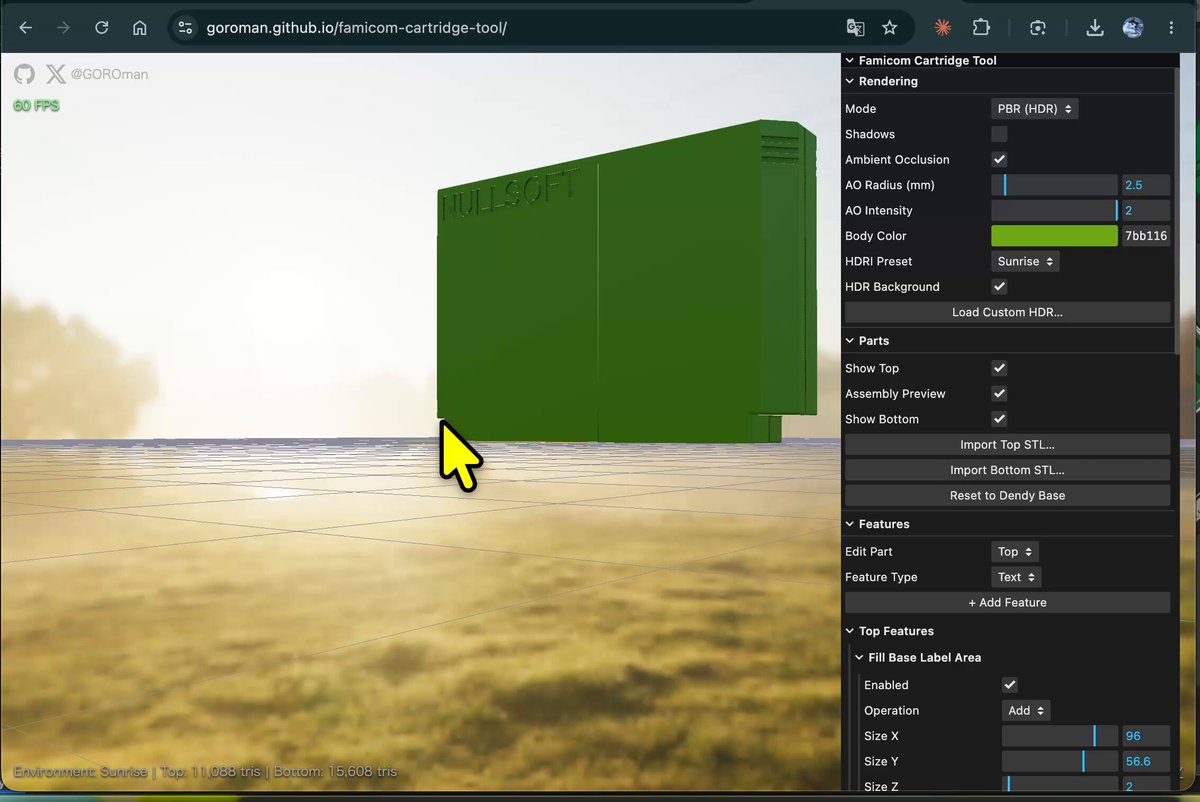 goroman.github.io/famicom-cartridge-tool/
@GOROman
60 FPS
NULLSOFT
Environment: Sunrise | Top: 11,088 tris | Bottom: 15,608 tris
Famicom Cartridge Tool
Rendering
Mode PBR (HDR)
Shadows
Ambient Occlusion
AO Radius (mm) 2.5
AO Intensity 2
Body Color 7bb116
HDRI Preset Sunrise
HDR Background
Load Custom HDR...
Parts
Show Top
Assembly Preview
Show Bottom
Import Top STL...
Import Bottom STL...
Reset to Dendy Base
Features
Edit Part Top
Feature Type Text
+ Add Feature
Top Features
Fill Base Label Area
Enabled
Operation Add
Size X 96
Size Y 56.6
Size Z 2